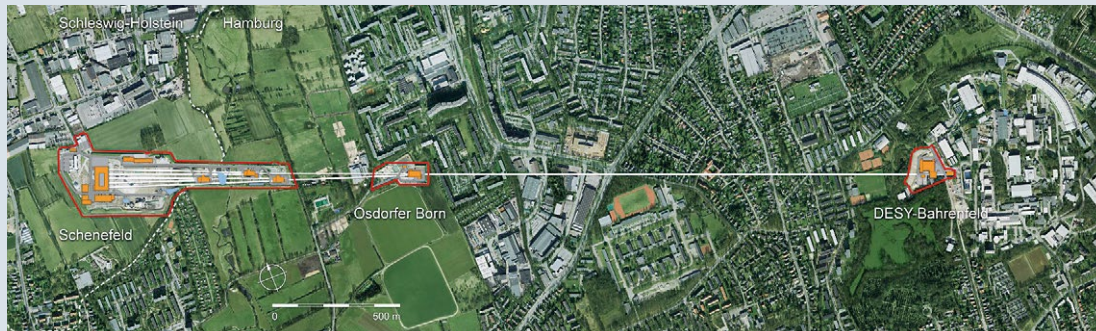 Schleswig-Holstein
Hamburg
Schenefeld
Osdorfer Born
DESY-Bahrenfeld
0
500 m